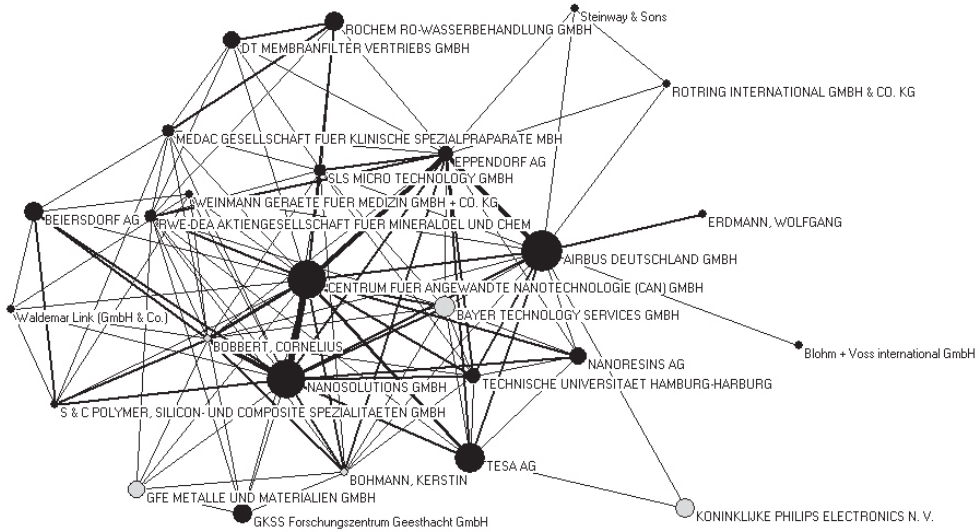 Steinway & Sons
ROCHEM RO-WASSERBEHANDLUNG GMBH
DT MEMBRANFILTER VERTRIEBS GMBH
ROTRING INTERNATIONAL GMBH & CO. KG
MEDAC GESELLSCHAFT FUER KLINISCHE SPEZIALPRAPARATE MBH
EPPENDORF AG
SLS MICRO TECHNOLOGY GMBH
WEINMANN GERAETE FUER MEDIZIN GMBH + CO. KG
BEIERSDORF AG
RWE-DEA AKTIENGESELLSCHAFT FUER MINERALOEL UND CHEM
ERDMANN, WOLFGANG
AIRBUS DEUTSCHLAND GMBH
CENTRUM FUER ANGEWANDTE NANOTECHNOLOGIE (CAN) GMBH
Waldemar Link (GmbH & Co.)
BAYER TECHNOLOGY SERVICES GMBH
BOBBERT, CORNELIUS
Blohm + Voss international GmbH
NANORESINS AG
NANOSOLUTIONS GMBH
TECHNISCHE UNIVERSITAET HAMBURG-HARBURG
S & C POLYMER, SILICON- UND COMPOSITE SPEZIALITAETEN GMBH
TESA AG
BOHMANN, KERSTIN
GFE METALLE UND MATERIALIEN GMBH
KONINKLIJKE PHILIPS ELECTRONICS N. V.
GKSS Forschungszentrum Geesthacht GmbH